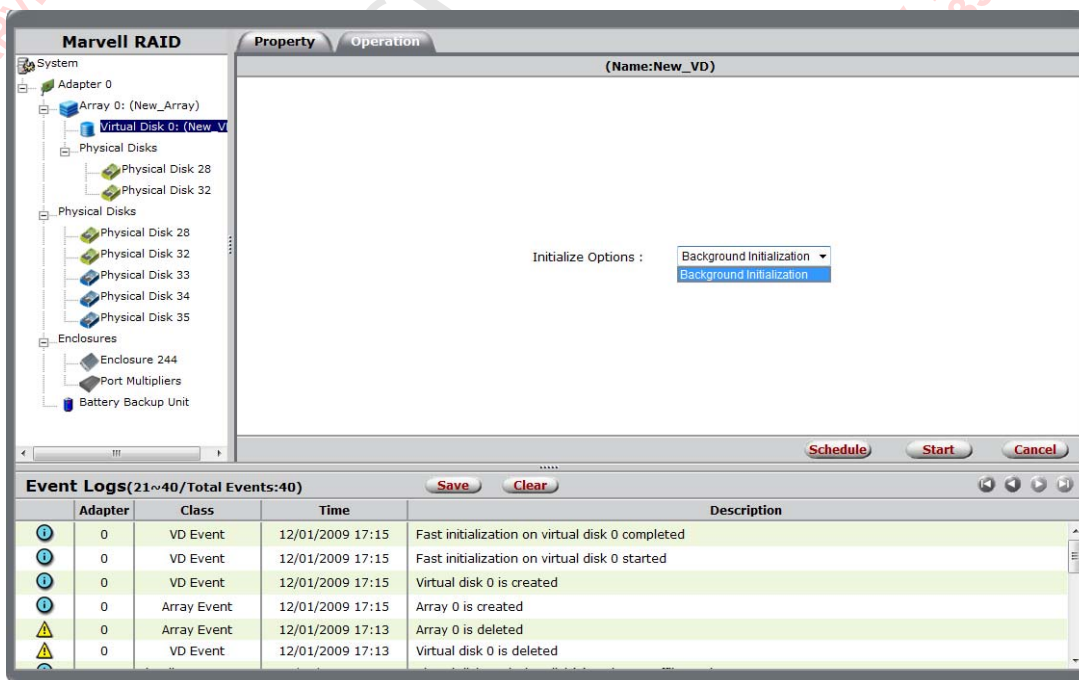 Marvell RAID
Property
Operation
(Name:New_VD)
System
Adapter 0
Array 0: (New_Array)
Virtual Disk 0: (New_V
Physical Disks
Physical Disk 28
Physical Disk 32
Physical Disks
Physical Disk 28
Physical Disk 32
Physical Disk 33
Physical Disk 34
Physical Disk 35
Enclosures
Enclosure 244
Port Multipliers
Battery Backup Unit
Initialize Options :
Background Initialization
Background Initialization
Schedule
Start
Cancel
Event Logs(21~40/Total Events:40)
Save
Clear
Adapter Class Time Description
0 VD Event 12/01/2009 17:15 Fast initialization on virtual disk 0 completed
0 VD Event 12/01/2009 17:15 Fast initialization on virtual disk 0 started
0 VD Event 12/01/2009 17:15 Virtual disk 0 is created
0 Array Event 12/01/2009 17:15 Array 0 is created
0 Array Event 12/01/2009 17:13 Array 0 is deleted
0 VD Event 12/01/2009 17:13 Virtual disk 0 is deleted